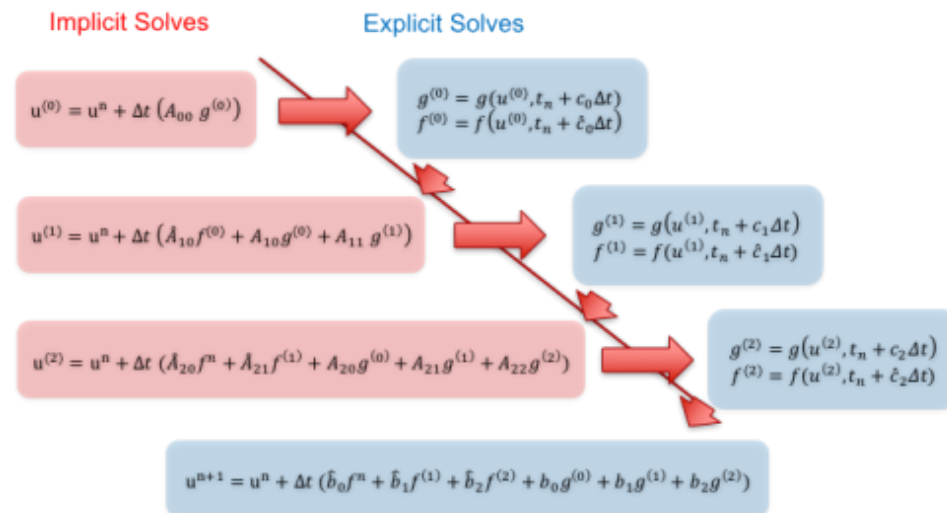 Implicit Solves
Explicit Solves
u⁽⁰⁾ = uⁿ + Δt (A₀₀ g⁽⁰⁾)
g⁽⁰⁾ = g(u⁽⁰⁾, tₙ + c₀Δt)
f⁽⁰⁾ = f(u⁽⁰⁾, tₙ + ĉ₀Δt)
u⁽¹⁾ = uⁿ + Δt (Â₁₀f⁽⁰⁾ + A₁₀g⁽⁰⁾ + A₁₁ g⁽¹⁾)
g⁽¹⁾ = g(u⁽¹⁾, tₙ + c₁Δt)
f⁽¹⁾ = f(u⁽¹⁾, tₙ + ĉ₁Δt)
u⁽²⁾ = uⁿ + Δt (Â₂₀fⁿ + Â₂₁f⁽¹⁾ + A₂₀g⁽⁰⁾ + A₂₁g⁽¹⁾ + A₂₂g⁽²⁾)
g⁽²⁾ = g(u⁽²⁾, tₙ + c₂Δt)
f⁽²⁾ = f(u⁽²⁾, tₙ + ĉ₂Δt)
uⁿ⁺¹ = uⁿ + Δt (b̂₀fⁿ + b̂₁f⁽¹⁾ + b̂₂f⁽²⁾ + b₀g⁽⁰⁾ + b₁g⁽¹⁾ + b₂g⁽²⁾)